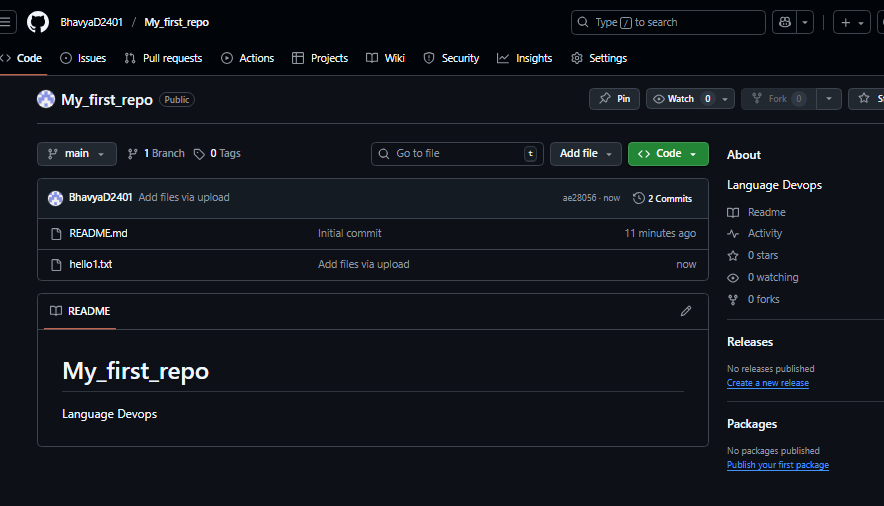 BhavyaD2401 / My_first_repo
Type / to search
Code Issues Pull requests Actions Projects Wiki Security Insights Settings
My_first_repo Public
Pin Watch 0 Fork 0
main 1 Branch 0 Tags
Go to file t Add file Code
BhavyaD2401 Add files via upload ae28056 · now 2 Commits
README.md Initial commit 11 minutes ago
hello1.txt Add files via upload now
README
My_first_repo
Language Devops
About
Language Devops
Readme
Activity
0 stars
0 watching
0 forks
Releases
No releases published
Create a new release
Packages
No packages published
Publish your first package